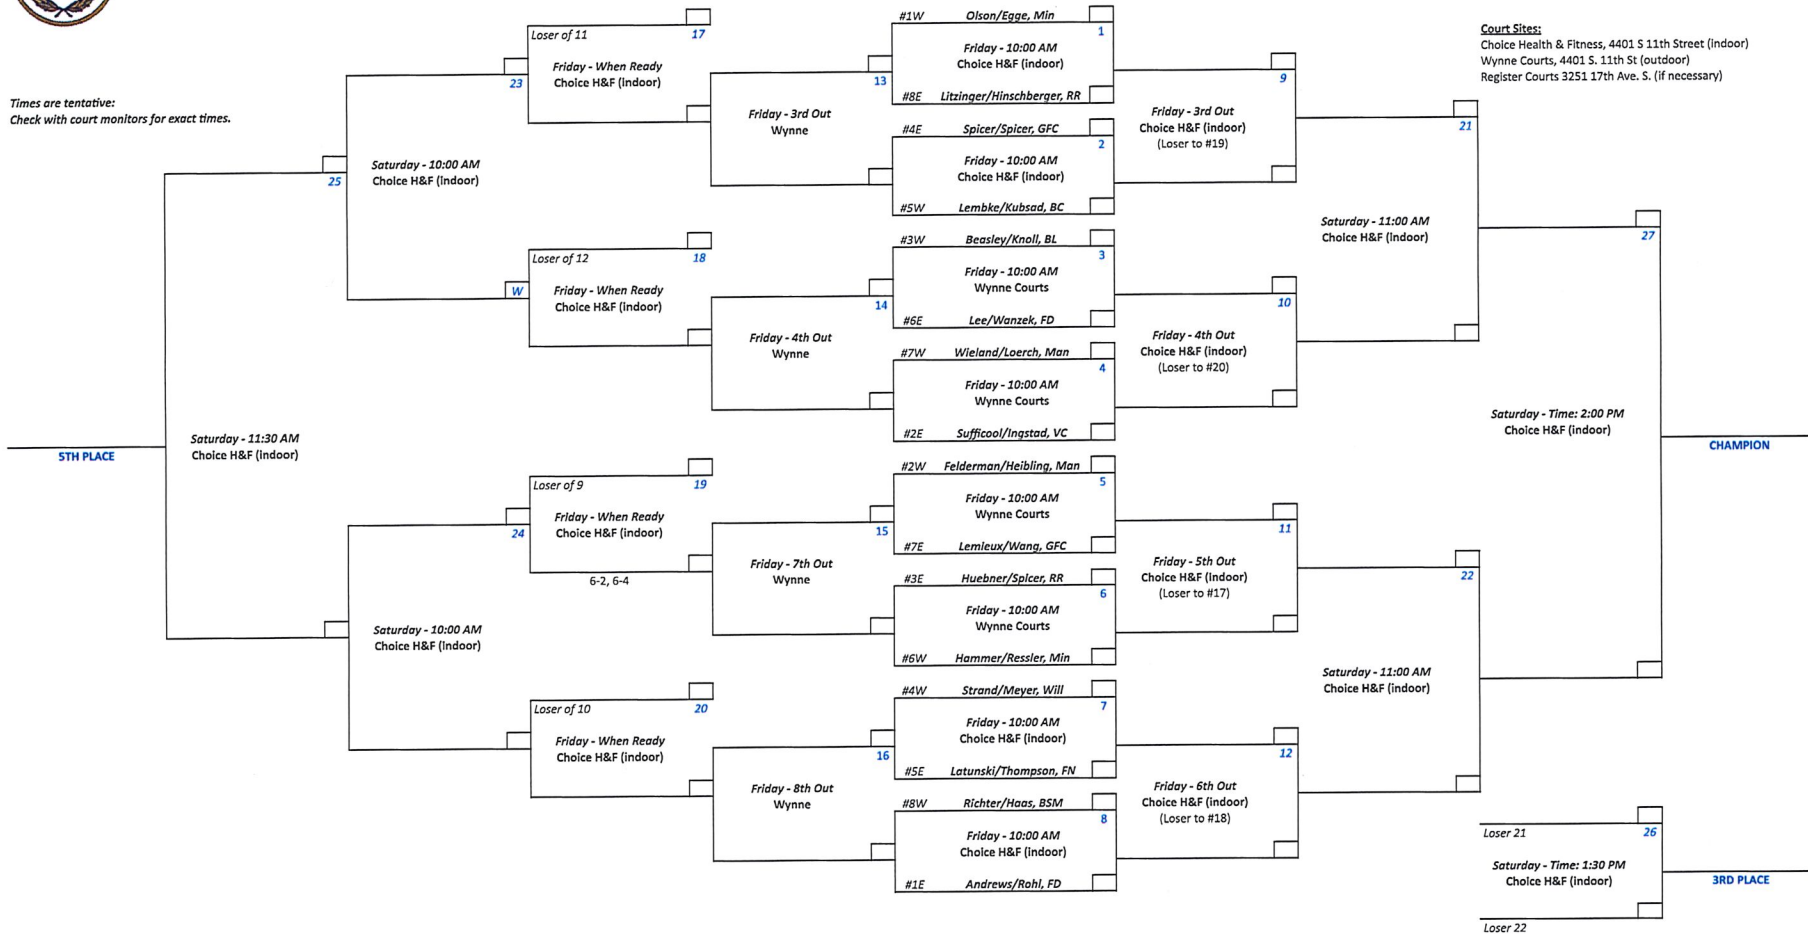 Times are tentative:
Check with court monitors for exact times.
Court Sites:
Choice Health & Fitness, 4401 S 11th Street (indoor)
Wynne Courts, 4401 S. 11th St (outdoor)
Register Courts 3251 17th Ave. S. (if necessary)
5TH PLACE
25
Saturday - 11:30 AM
Choice H&F (indoor)
23
Saturday - 10:00 AM
Choice H&F (indoor)
W
24
Saturday - 10:00 AM
Choice H&F (indoor)
Loser of 11
17
Friday - When Ready
Choice H&F (indoor)
Loser of 12
18
Friday - When Ready
Choice H&F (indoor)
Loser of 9
19
Friday - When Ready
Choice H&F (indoor)
6-2, 6-4
Loser of 10
20
Friday - When Ready
Choice H&F (indoor)
13
Friday - 3rd Out
Wynne
14
Friday - 4th Out
Wynne
15
Friday - 7th Out
Wynne
16
Friday - 8th Out
Wynne
#1W Olson/Egge, Min
1
Friday - 10:00 AM
Choice H&F (indoor)
#8E Litzinger/Hinschberger, RR
#4E Spicer/Spicer, GFC
2
Friday - 10:00 AM
Choice H&F (indoor)
#5W Lembke/Kubsad, BC
#3W Beasley/Knoll, BL
3
Friday - 10:00 AM
Wynne Courts
#6E Lee/Wanzek, FD
#7W Wieland/Loerch, Man
4
Friday - 10:00 AM
Wynne Courts
#2E Sufficool/Ingstad, VC
#2W Felderman/Heibling, Man
5
Friday - 10:00 AM
Wynne Courts
#7E Lemieux/Wang, GFC
#3E Huebner/Spicer, RR
6
Friday - 10:00 AM
Wynne Courts
#6W Hammer/Ressler, Min
#4W Strand/Meyer, Will
7
Friday - 10:00 AM
Choice H&F (indoor)
#5E Latunski/Thompson, FN
#8W Richter/Haas, BSM
8
Friday - 10:00 AM
Choice H&F (indoor)
#1E Andrews/Rohl, FD
9
Friday - 3rd Out
Choice H&F (indoor)
(Loser to #19)
10
Friday - 4th Out
Choice H&F (indoor)
(Loser to #20)
11
Friday - 5th Out
Choice H&F (indoor)
(Loser to #17)
12
Friday - 6th Out
Choice H&F (indoor)
(Loser to #18)
21
Saturday - 11:00 AM
Choice H&F (indoor)
22
Saturday - 11:00 AM
Choice H&F (indoor)
27
Saturday - Time: 2:00 PM
Choice H&F (indoor)
CHAMPION
Loser 21
26
Saturday - Time: 1:30 PM
Choice H&F (indoor)
3RD PLACE
Loser 22